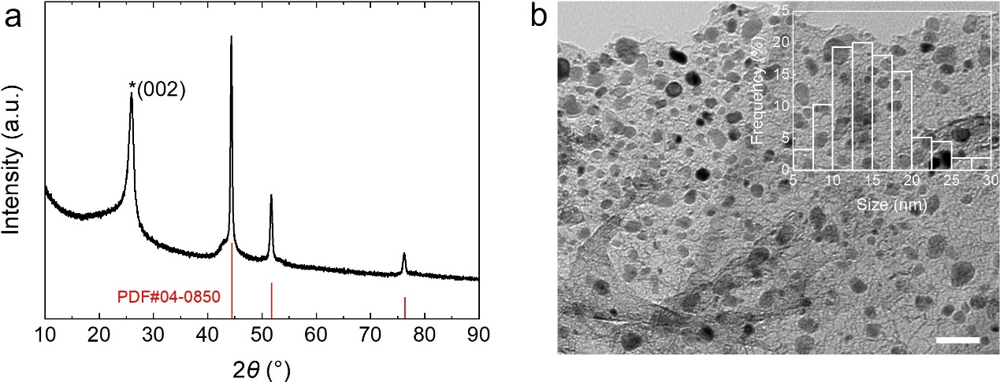 a
Intensity (a.u.)
*(002)
PDF#04-0850
10 20 30 40 50 60 70 80 90
2θ (°)
b
Frequency (%)
25
20
15
10
5
0
5 10 15 20 25 30
Size (nm)